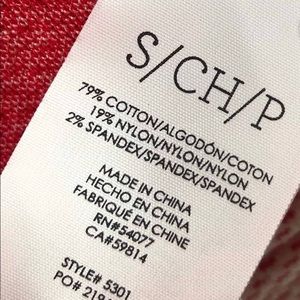 S/CH/P
79% COTTON/ALGODÓN/COTON
19% NYLON/NYLON/NYLON
2% SPANDEX/SPANDEX/SPANDEX
MADE IN CHINA
HECHO EN CHINA
FABRIQUÉ EN CHINE
RN#54077
CA#59814
STYLE# 5301
PO#